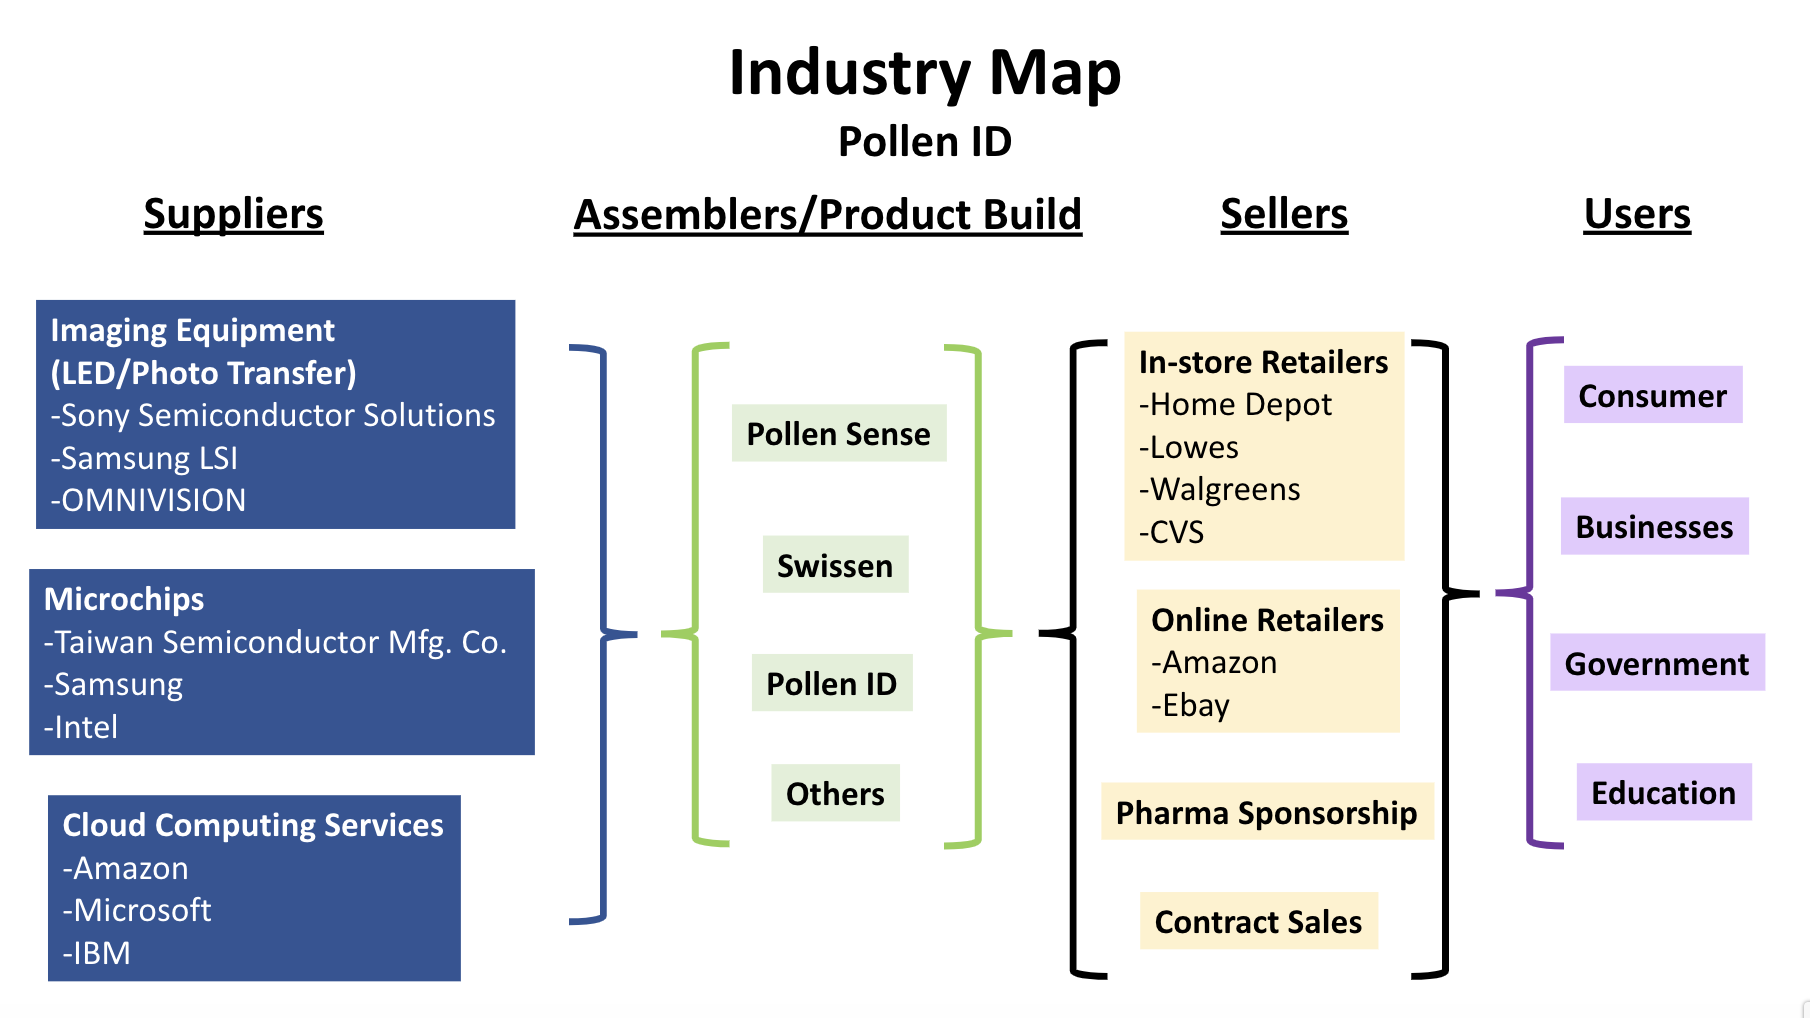 Industry Map
Pollen ID
Suppliers
Imaging Equipment
(LED/Photo Transfer)
-Sony Semiconductor Solutions
-Samsung LSI
-OMNIVISION
Microchips
-Taiwan Semiconductor Mfg. Co.
-Samsung
-Intel
Cloud Computing Services
-Amazon
-Microsoft
-IBM
Assemblers/Product Build
Pollen Sense
Swissen
Pollen ID
Others
Sellers
In-store Retailers
-Home Depot
-Lowes
-Walgreens
-CVS
Online Retailers
-Amazon
-Ebay
Pharma Sponsorship
Contract Sales
Users
Consumer
Businesses
Government
Education